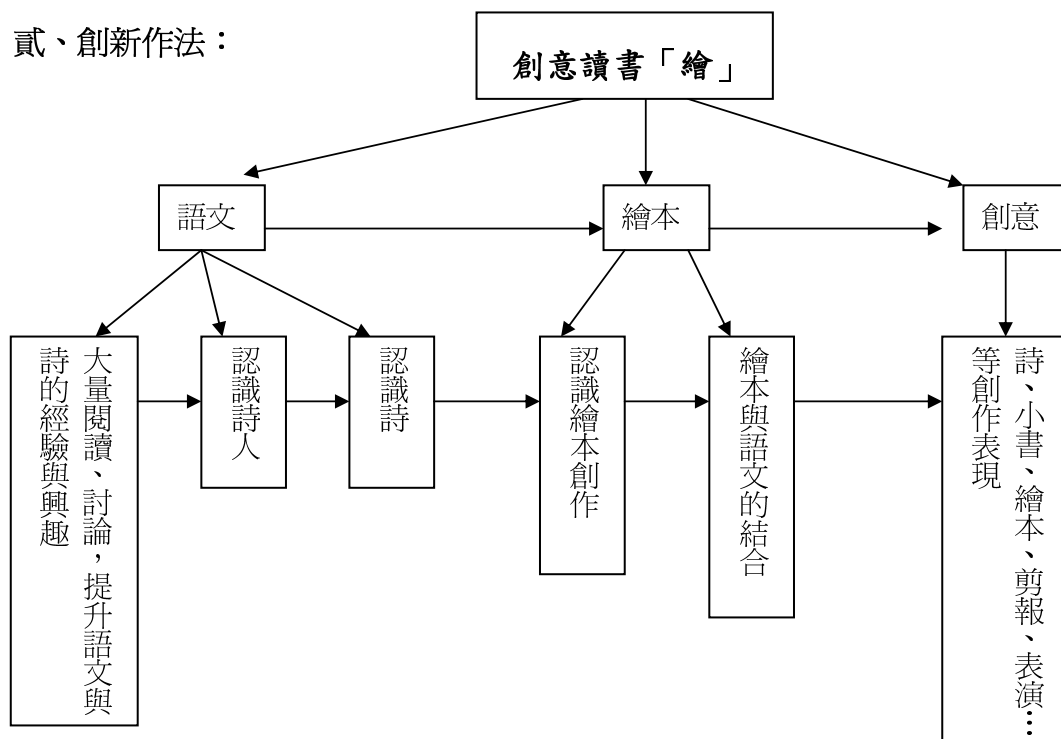 貳、創新作法：
創意讀書「繪」
語文
繪本
創意
大量閱讀、討論，提升語文與
詩的經驗與興趣
認識詩人
認識詩
認識繪本創作
繪本與語文的結合
詩、小書、繪本、剪報、表演…
等創作表現